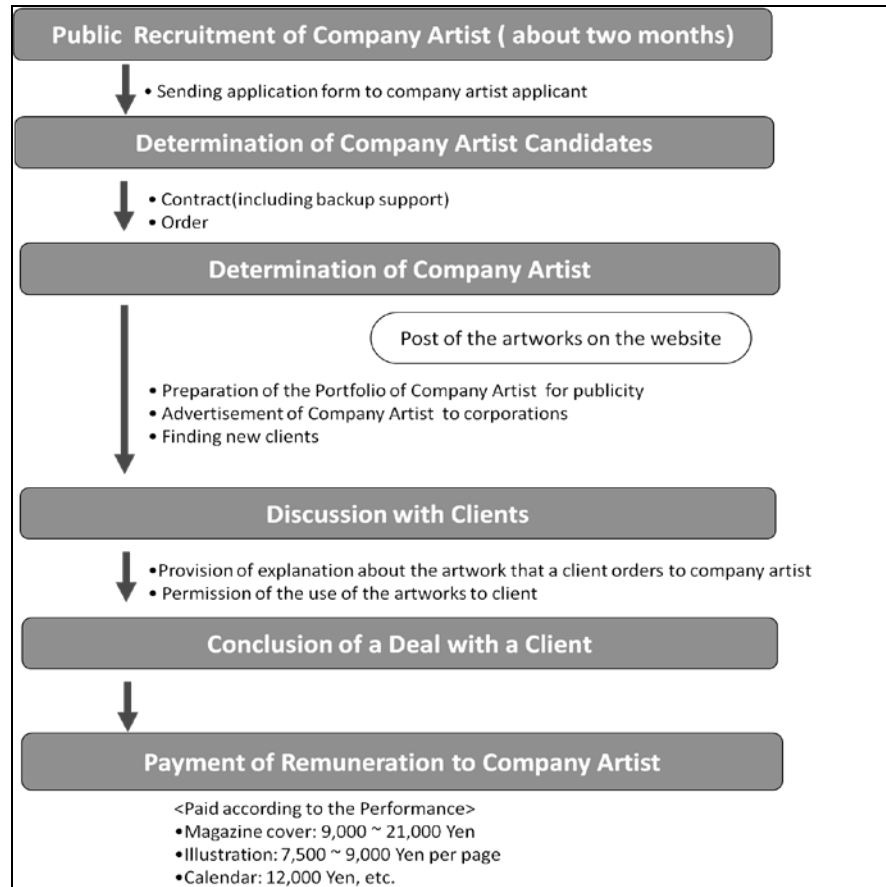 Public Recruitment of Company Artist ( about two months)
• Sending application form to company artist applicant
Determination of Company Artist Candidates
• Contract(including backup support)
• Order
Determination of Company Artist
Post of the artworks on the website
• Preparation of the Portfolio of Company Artist for publicity
• Advertisement of Company Artist to corporations
• Finding new clients
Discussion with Clients
•Provision of explanation about the artwork that a client orders to company artist
• Permission of the use of the artworks to client
Conclusion of a Deal with a Client
Payment of Remuneration to Company Artist
<Paid according to the Performance>
•Magazine cover: 9,000 ~ 21,000 Yen
•Illustration: 7,500 ~ 9,000 Yen per page
•Calendar: 12,000 Yen, etc.